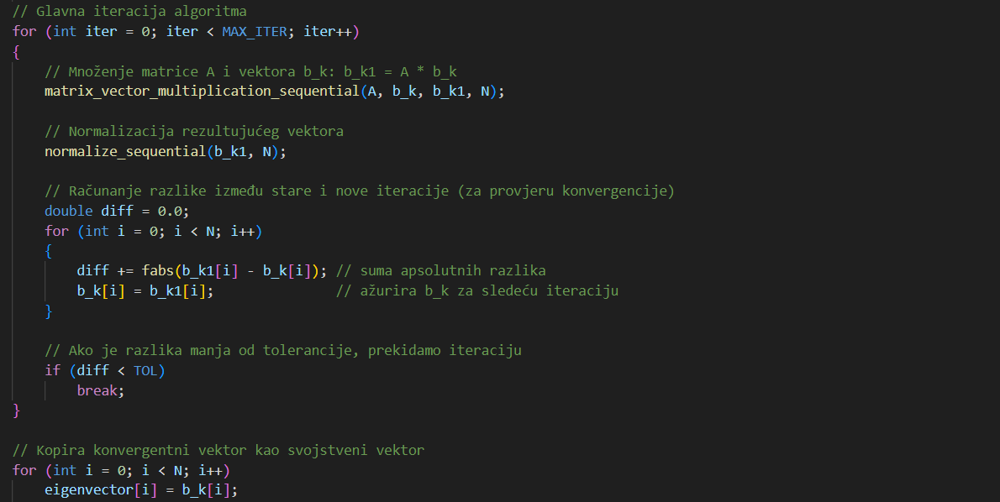 // Glavna iteracija algoritma
for (int iter = 0; iter < MAX_ITER; iter++)
{
    // Množenje matrice A i vektora b_k: b_k1 = A * b_k
    matrix_vector_multiplication_sequential(A, b_k, b_k1, N);

    // Normalizacija rezultujućeg vektora
    normalize_sequential(b_k1, N);

    // Računanje razlike između stare i nove iteracije (za provjeru konvergencije)
    double diff = 0.0;
    for (int i = 0; i < N; i++)
    {
        diff += fabs(b_k1[i] - b_k[i]); // suma apsolutnih razlika
        b_k[i] = b_k1[i];               // ažurira b_k za sledeću iteraciju
    }

    // Ako je razlika manja od tolerancije, prekidamo iteraciju
    if (diff < TOL)
        break;
}

// Kopira konvergentni vektor kao svojstveni vektor
for (int i = 0; i < N; i++)
    eigenvector[i] = b_k[i];